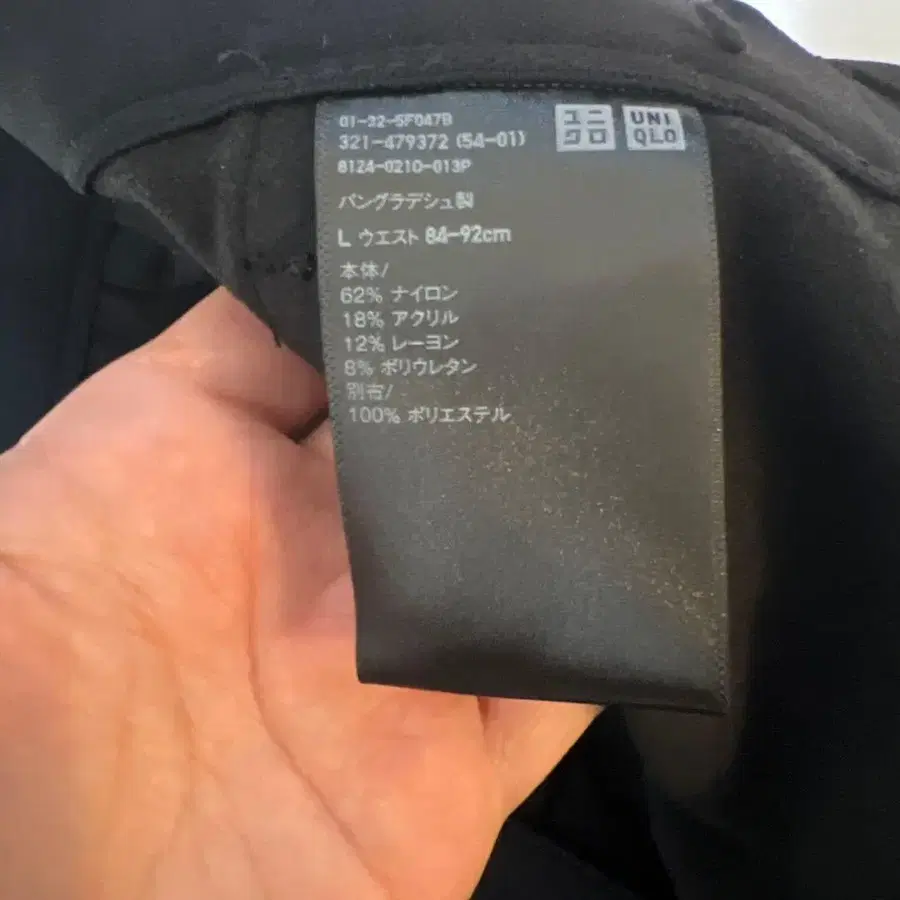 01-32-SF047B
321-479372 (54-01)
8124-0210-013P
ユニ
クロ
UNI
QLO
バングラデシュ製
L ウエスト 84-92cm
本体/
62% ナイロン
18% アクリル
12% レーヨン
8% ポリウレタン
別布/
100% ポリエステル